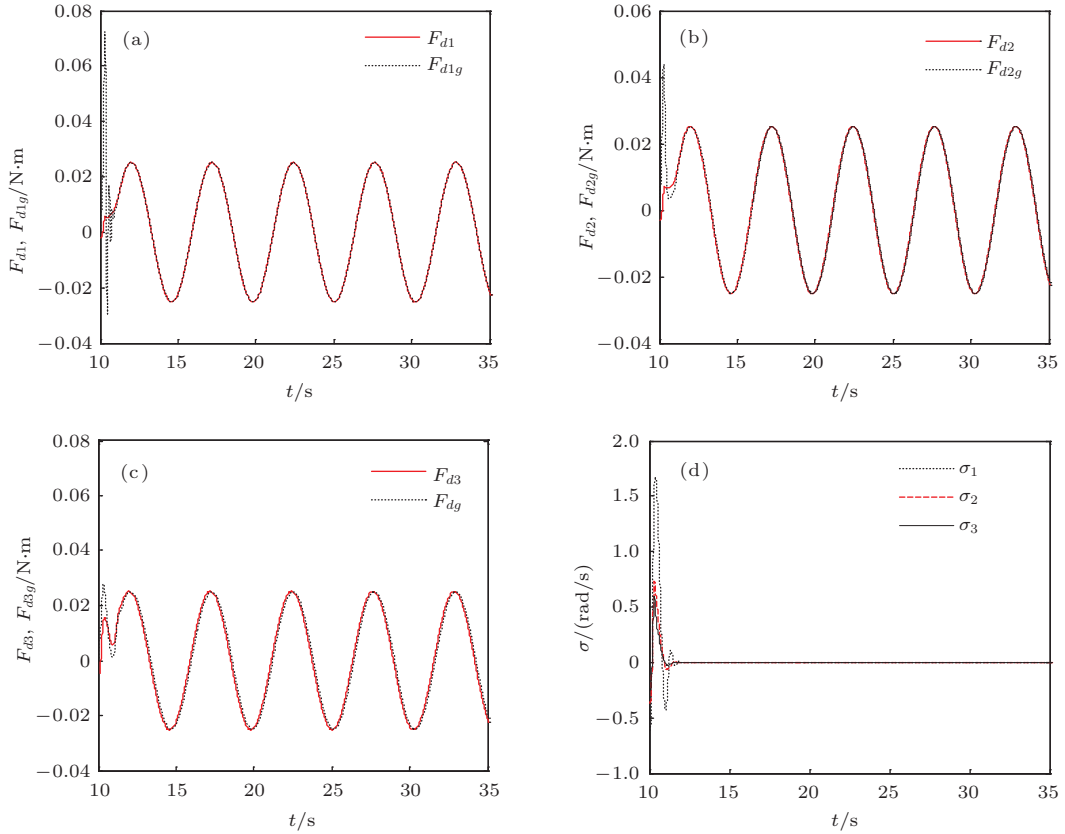 (a)
F_{d1}
F_{d1g}
0.08
0.06
0.04
0.02
0
−0.02
−0.04
F_{d1}, F_{d1g}/N·m
10 15 20 25 30 35
t/s
(b)
F_{d2}
F_{d2g}
0.06
0.04
0.02
0
−0.02
−0.04
F_{d2}, F_{d2g}/N·m
10 15 20 25 30 35
t/s
(c)
F_{d3}
F_{dg}
0.08
0.06
0.04
0.02
0
−0.02
−0.04
F_{d3}, F_{d3g}/N·m
10 15 20 25 30 35
t/s
(d)
σ_1
σ_2
σ_3
2.0
1.5
1.0
0.5
0
−0.5
−1.0
σ/(rad/s)
10 15 20 25 30 35
t/s